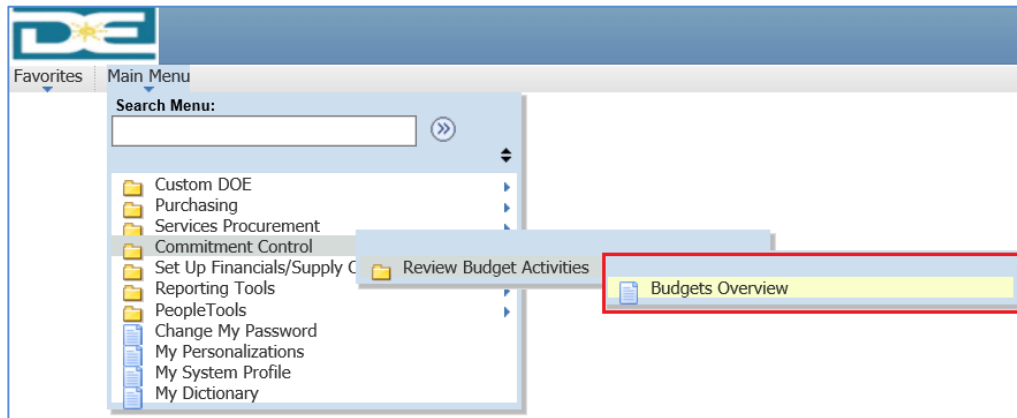 DE
Favorites Main Menu
Search Menu:
Custom DOE
Purchasing
Services Procurement
Commitment Control
Review Budget Activities
Budgets Overview
Set Up Financials/Supply C
Reporting Tools
PeopleTools
Change My Password
My Personalizations
My System Profile
My Dictionary